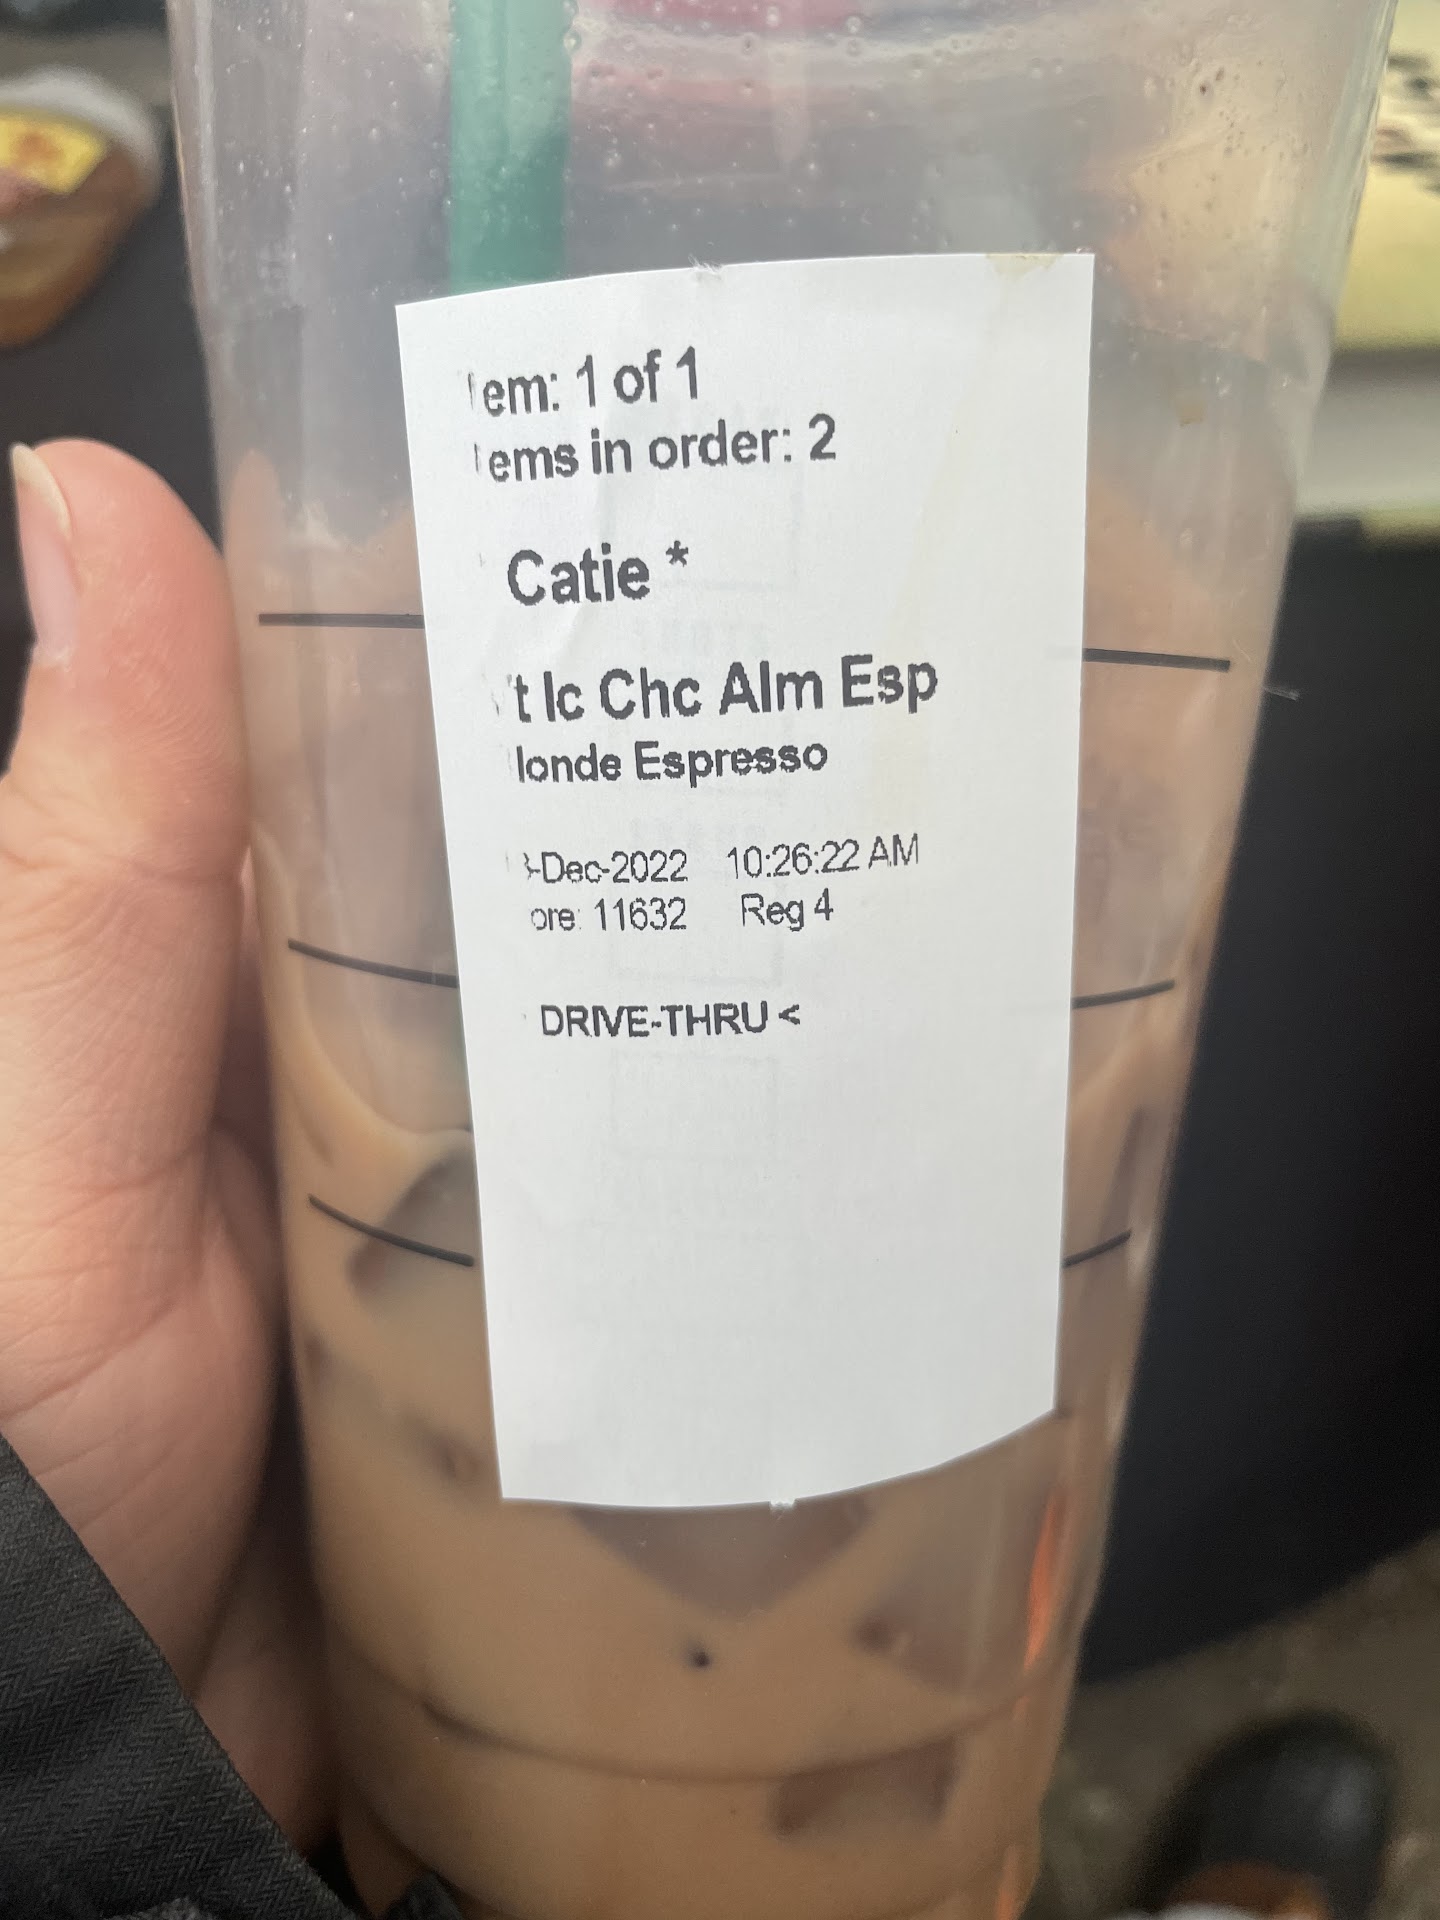 em: 1 of 1
ems in order: 2
Catie *
t Ic Chc Alm Esp
londe Espresso
-Dec-2022 10:26:22 AM
ore: 11632 Reg 4
DRIVE-THRU <